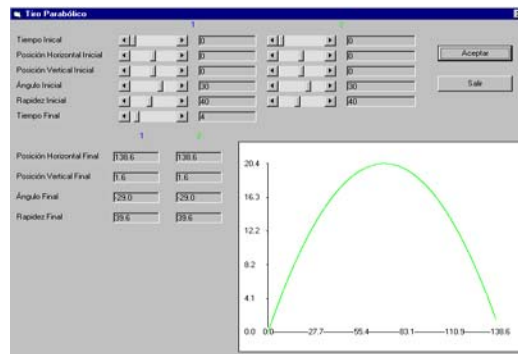 Tiro Parabólico
1 2
Tiempo Inical 0 0
Posición Horizontal Inicial 0 0
Posición Vertical Inicial 0 0
Ángulo Inicial 30 30
Rapidez Inicial 40 40
Tiempo Final 4
Aceptar
Salir
1 2
Posición Horizontal Final 138.6 138.6
Posición Vertical Final 1.6 1.6
Ángulo Final -29.0 -29.0
Rapidez Final 39.6 39.6
20.4
16.3
12.2
8.2
4.1
0.0 0.0 27.7 55.4 83.1 110.9 138.6